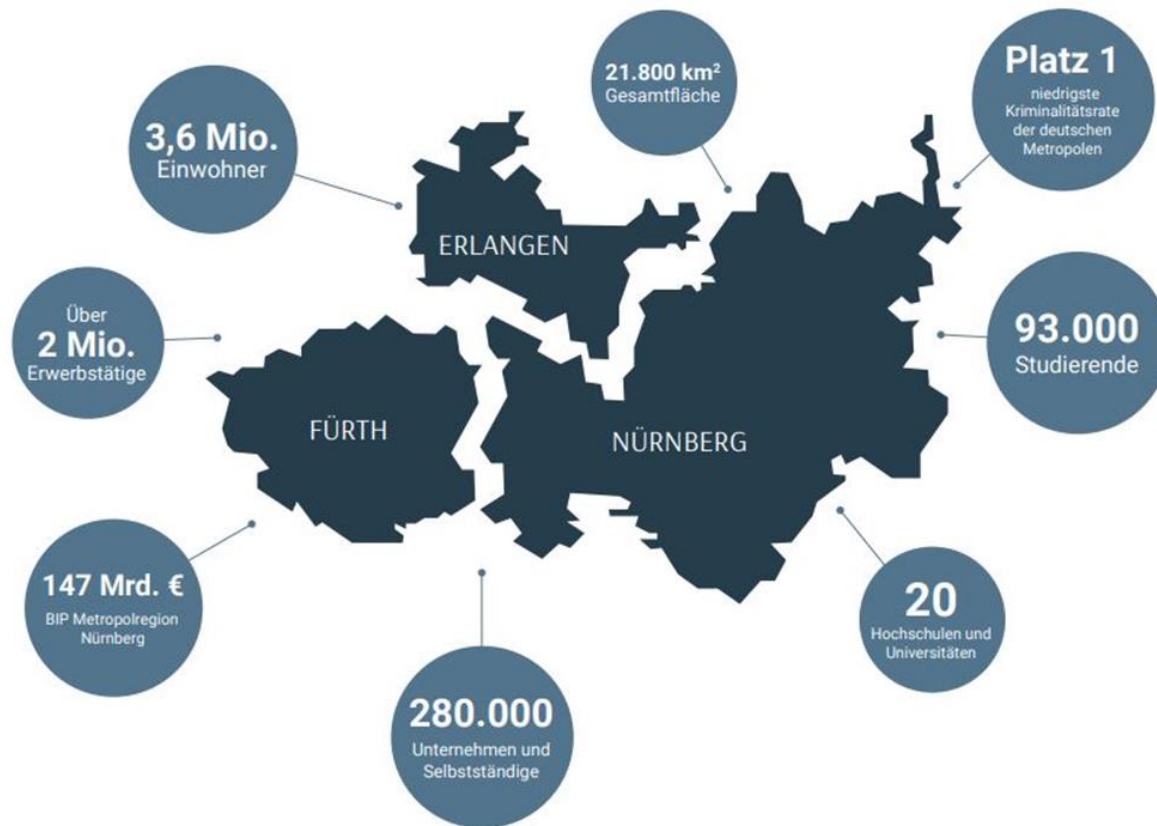 21.800 km²
Gesamtfläche
Platz 1
niedrigste
Kriminalitätsrate
der deutschen
Metropolen
3,6 Mio.
Einwohner
ERLANGEN
Über
2 Mio.
Erwerbstätige
93.000
Studierende
FÜRTH
NÜRNBERG
147 Mrd. €
BIP Metropolregion
Nürnberg
20
Hochschulen und
Universitäten
280.000
Unternehmen und
Selbstständige